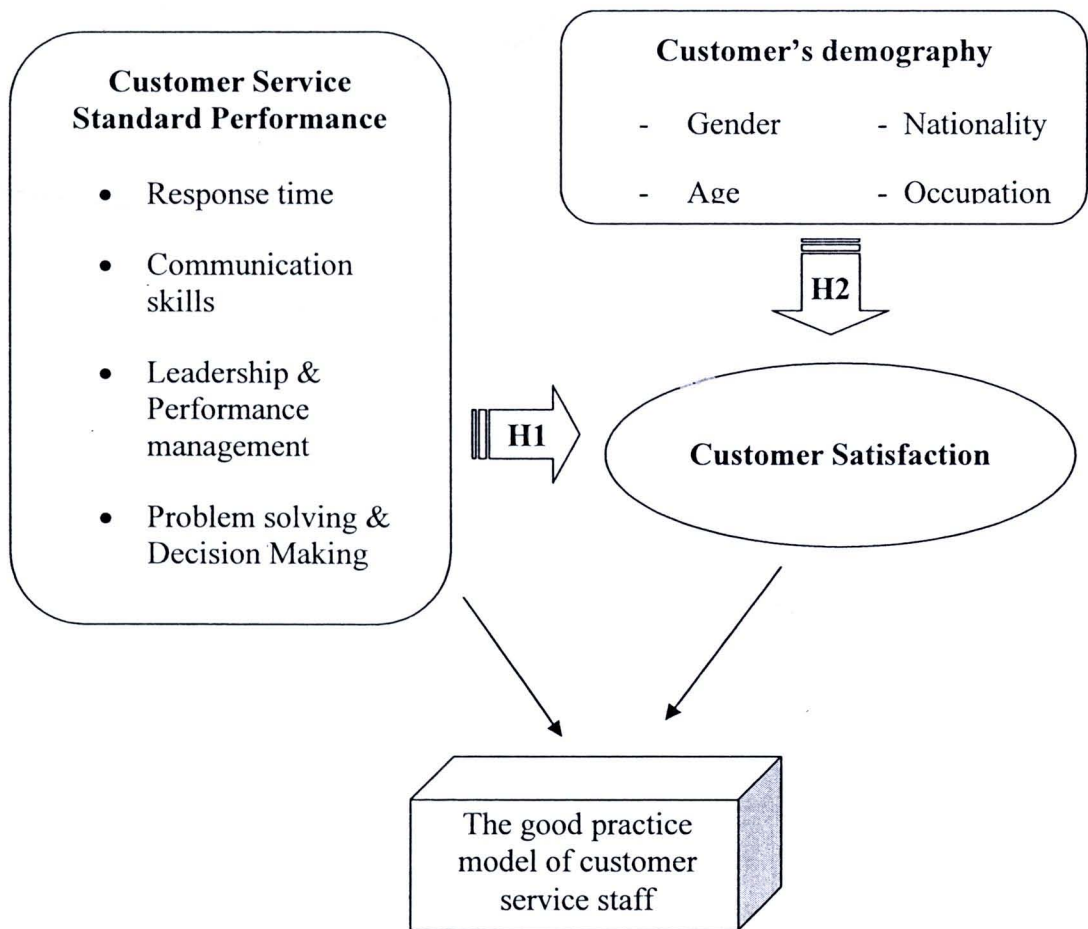 Customer Service
Standard Performance
• Response time
• Communication
skills
• Leadership &
Performance
management
• Problem solving &
Decision Making
Customer's demography
- Gender - Nationality
- Age - Occupation
H2
H1
Customer Satisfaction
The good practice
model of customer
service staff